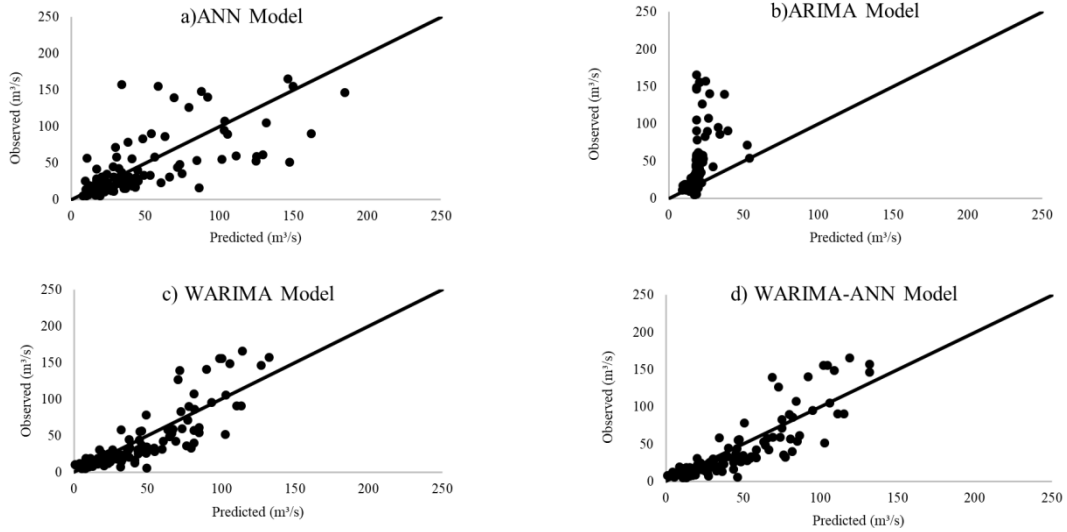 a)ANN Model
250
200
150
100
50
0
Observed (m³/s)
0 50 100 150 200 250
Predicted (m³/s)
b)ARIMA Model
250
200
150
100
50
0
Observed (m³/s)
0 50 100 150 200 250
Predicted (m³/s)
c) WARIMA Model
250
200
150
100
50
0
Observed (m³/s)
0 50 100 150 200 250
Predicted (m³/s)
d) WARIMA-ANN Model
250
200
150
100
50
0
Observed (m³/s)
0 50 100 150 200 250
Predicted (m³/s)